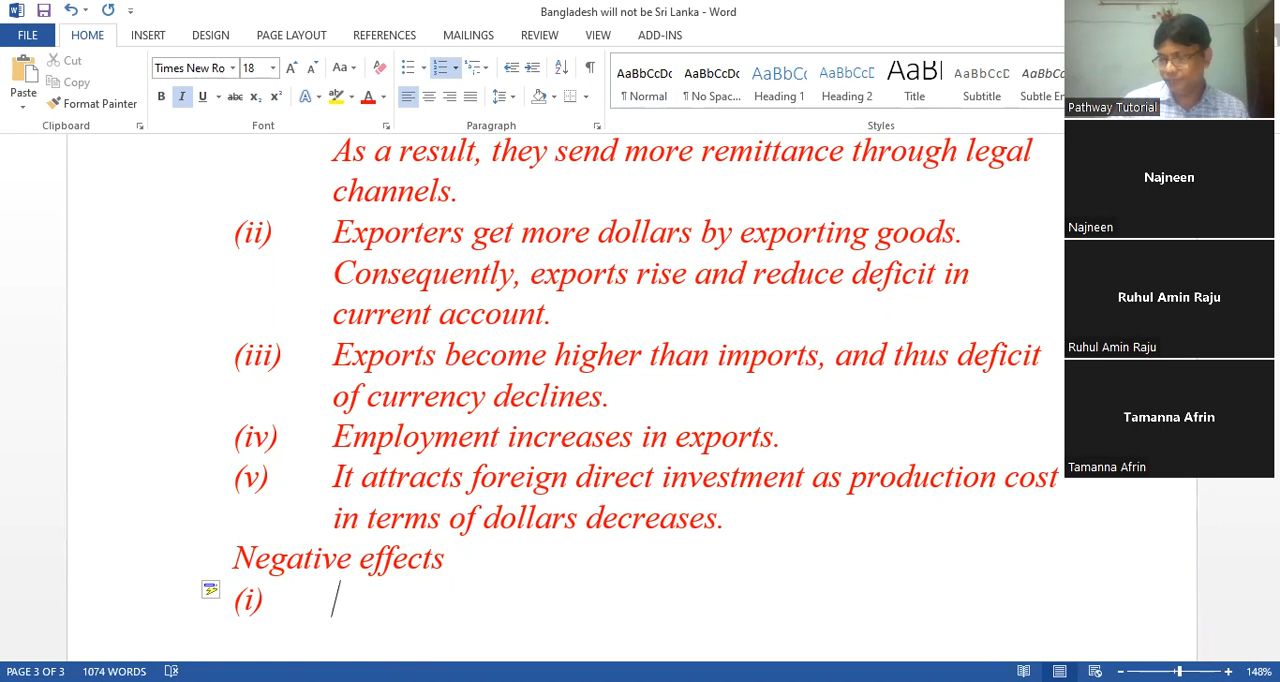 Bangladesh will not be Sri Lanka - Word
FILE HOME INSERT DESIGN PAGE LAYOUT REFERENCES MAILINGS REVIEW VIEW ADD-INS
Cut
Copy
Format Painter
Paste
Clipboard
Times New Ro 18
Font
Paragraph
AaBbCcDc AaBbCcDc AaBbCc AaBbCcC AaBl AaBbCcD AaBbCcD
¶ Normal ¶ No Spac... Heading 1 Heading 2 Title Subtitle Subtle Em
Styles
As a result, they send more remittance through legal
channels.
(ii) Exporters get more dollars by exporting goods.
Consequently, exports rise and reduce deficit in
current account.
(iii) Exports become higher than imports, and thus deficit
of currency declines.
(iv) Employment increases in exports.
(v) It attracts foreign direct investment as production cost
in terms of dollars decreases.
Negative effects
(i)
PAGE 3 OF 3 1074 WORDS
148%
Pathway Tutorial
Najneen
Najneen
Ruhul Amin Raju
Ruhul Amin Raju
Tamanna Afrin
Tamanna Afrin